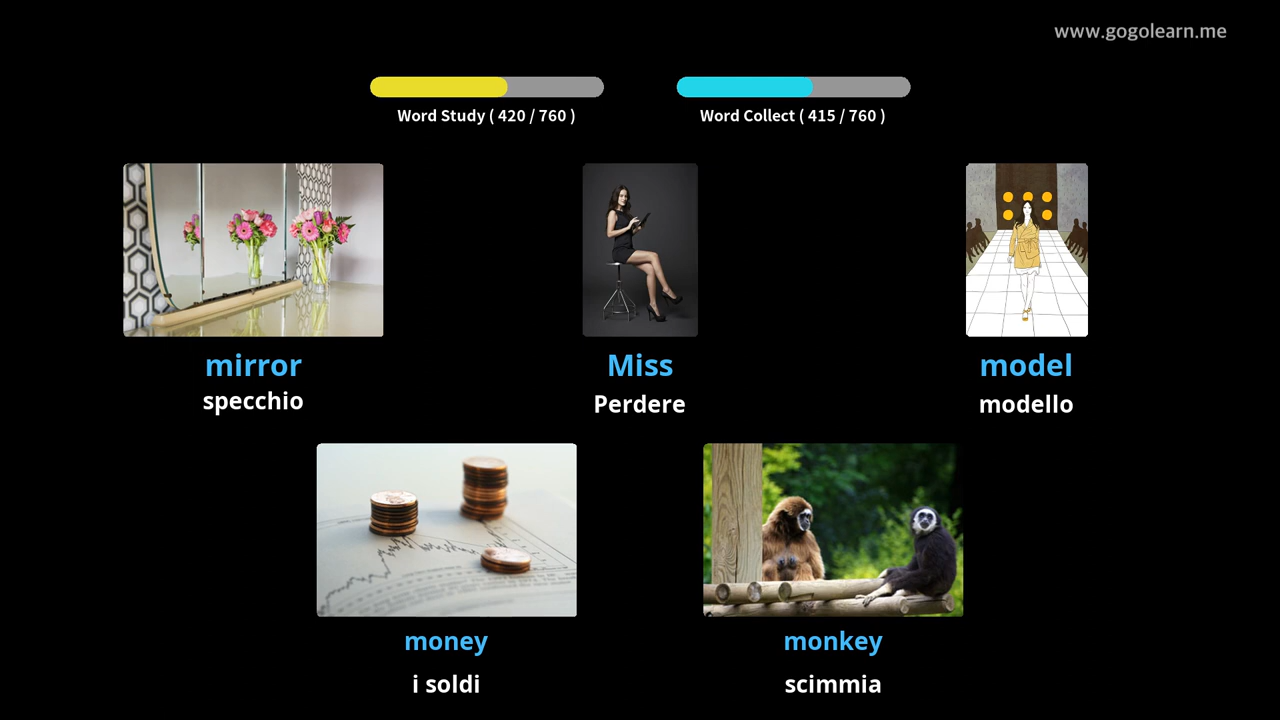 www.gogolearn.me
Word Study ( 420 / 760 )
Word Collect ( 415 / 760 )
mirror
specchio
Miss
Perdere
model
modello
money
i soldi
monkey
scimmia